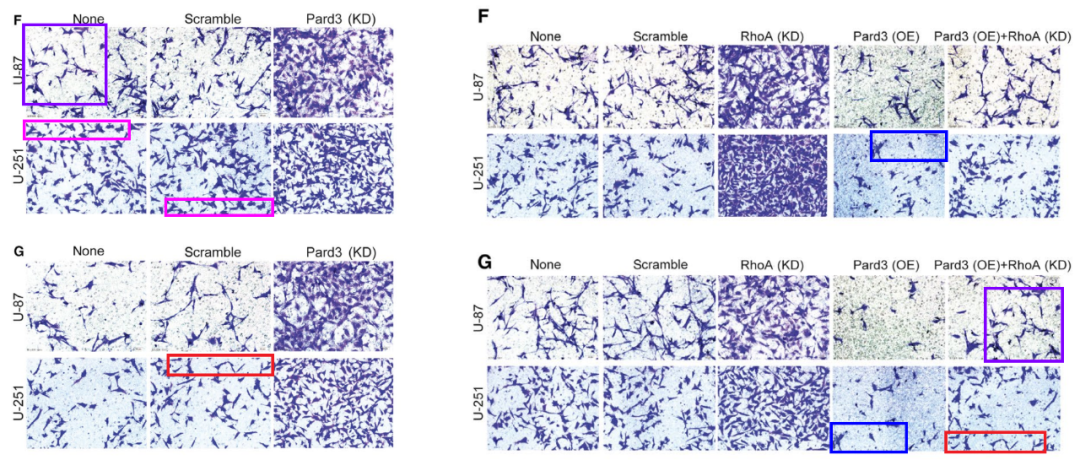 F
None Scramble Pard3 (KD)
U-87
U-251
G
None Scramble Pard3 (KD)
U-87
U-251
F
None Scramble RhoA (KD) Pard3 (OE) Pard3 (OE)+RhoA (KD)
U-87
U-251
G
None Scramble RhoA (KD) Pard3 (OE) Pard3 (OE)+RhoA (KD)
U-87
U-251